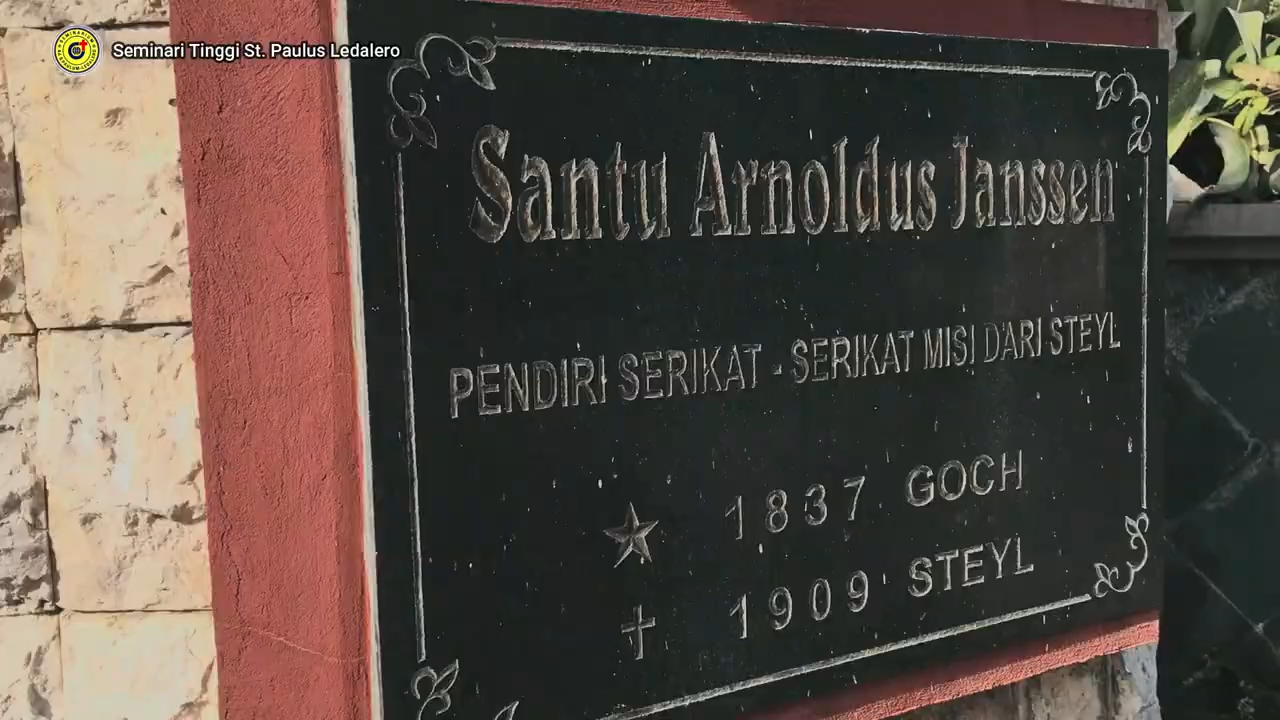 Seminari Tinggi St. Paulus Ledalero
Santu Arnoldus Janssen
PENDIRI SERIKAT - SERIKAT MISI DARI STEYL
1837 GOCH
1909 STEYL